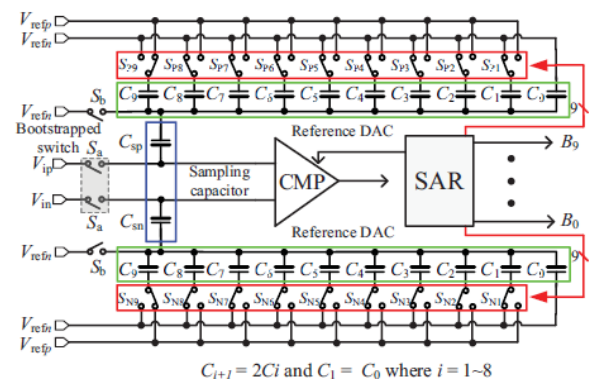 Vrefp
Vrefn
SP9 SP8 SP7 SP6 SP5 SP4 SP3 SP2 SP1
C9 C8 C7 C6 C5 C4 C3 C2 C1 C0
9
Vrefn Sb
Bootstrapped
switch
Reference DAC
Sa
Csp
Vip
Sampling
capacitor
CMP
SAR
B9
Vin
Sa
Csn
B0
Reference DAC
Vrefn
Sb
9
C9 C8 C7 C6 C5 C4 C3 C2 C1 C0
SN9 SN8 SN7 SN6 SN5 SN4 SN3 SN2 SN1
Vrefn
Vrefp
Ci+1 = 2Ci and C1 = C0 where i = 1~8